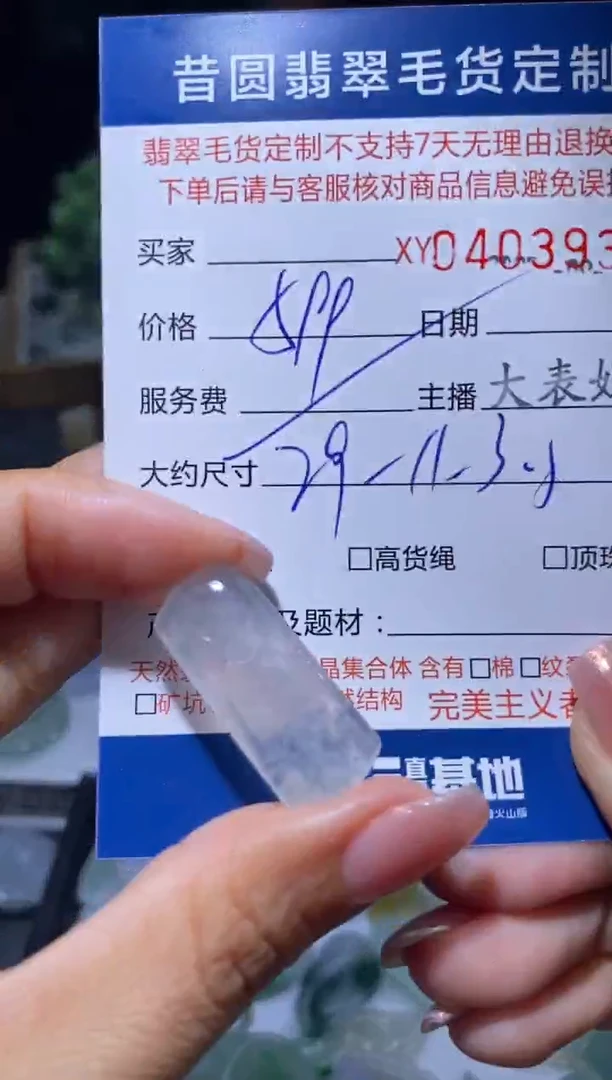 昔圆翡翠毛货定制
翡翠毛货定制不支持7天无理由退换
下单后请与客服核对商品信息避免误
买家 XY040393
价格 日期
服务费 主播 大表
大约尺寸 29-11-3.
□高货绳 □顶珠
及题材：
天然 晶集合体 含有□棉□纹
□矿坑 结构 完美主义者
基地